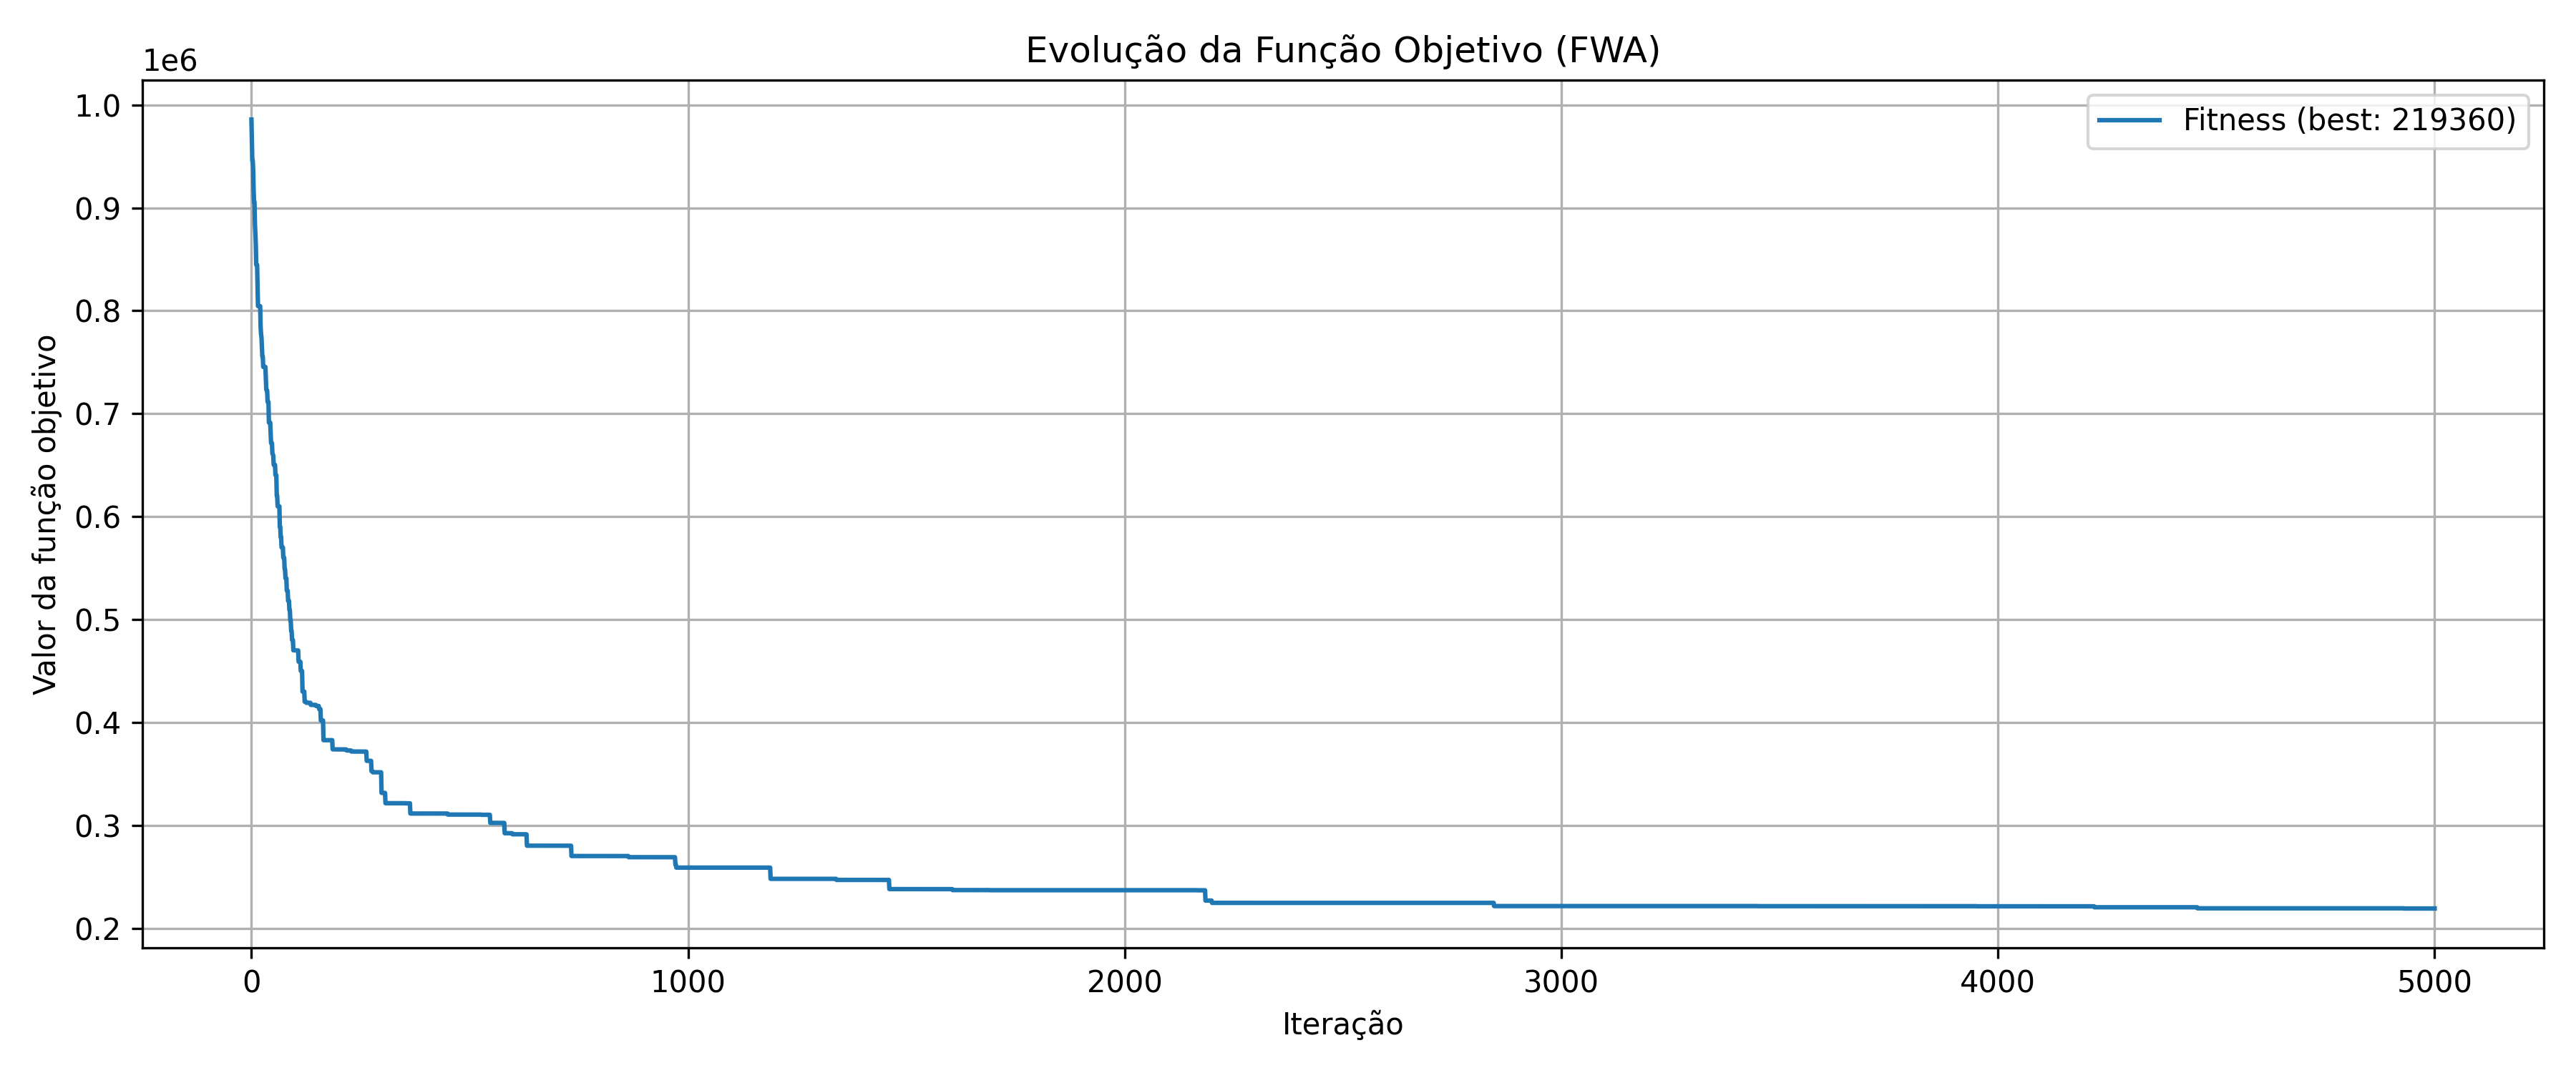 Evolução da Função Objetivo (FWA)
1e6
1.0
0.9
0.8
0.7
0.6
0.5
0.4
0.3
0.2
Valor da função objetivo
Fitness (best: 219360)
0 1000 2000 3000 4000 5000
Iteração